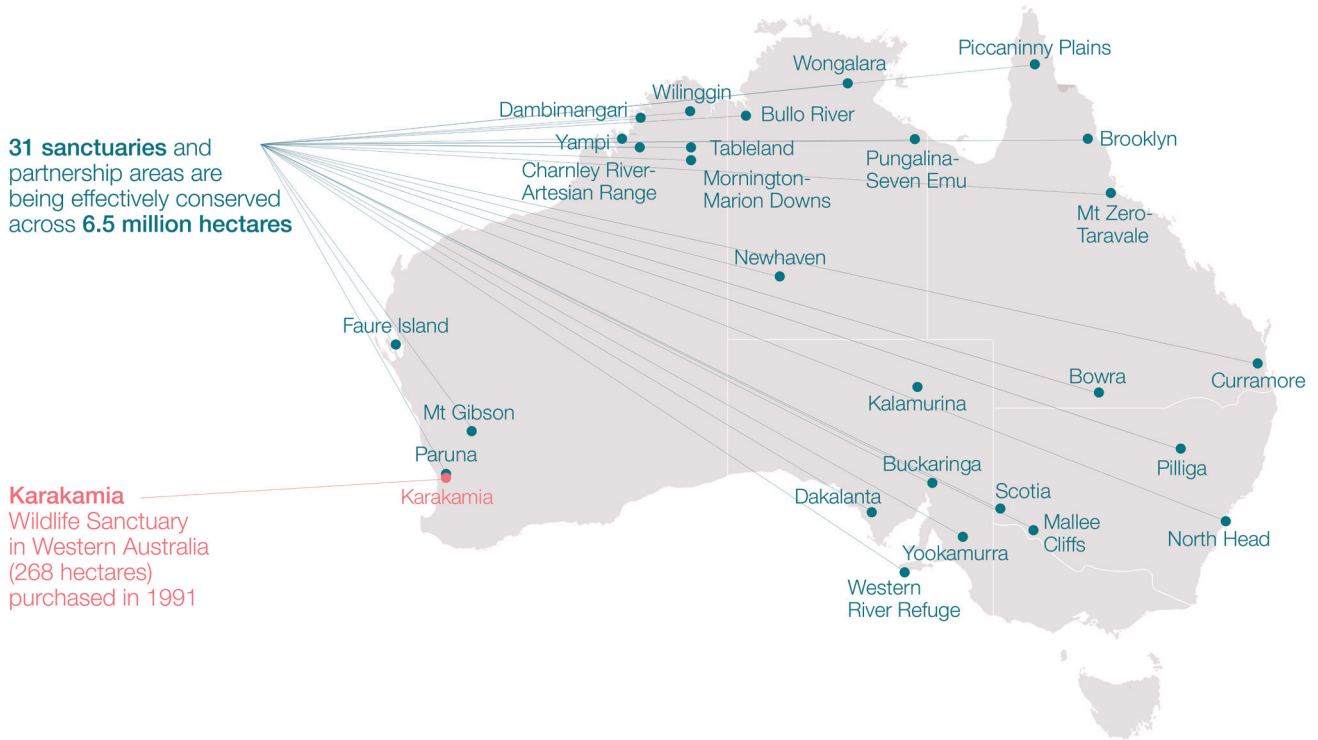 31 sanctuaries and
partnership areas are
being effectively conserved
across 6.5 million hectares
Karakamia
Wildlife Sanctuary
in Western Australia
(268 hectares)
purchased in 1991
Piccaninny Plains
Wongalara
Wilinggin
Dambimangari
Bullo River
Yampi
Tableland
Brooklyn
Charnley River-
Artesian Range
Mornington-
Marion Downs
Pungalina-
Seven Emu
Mt Zero-
Taravale
Newhaven
Faure Island
Curramore
Bowra
Kalamurina
Mt Gibson
Paruna
Karakamia
Pilliga
Buckaringa
Dakalanta
Scotia
Mallee
Cliffs
North Head
Yookamurra
Western
River Refuge